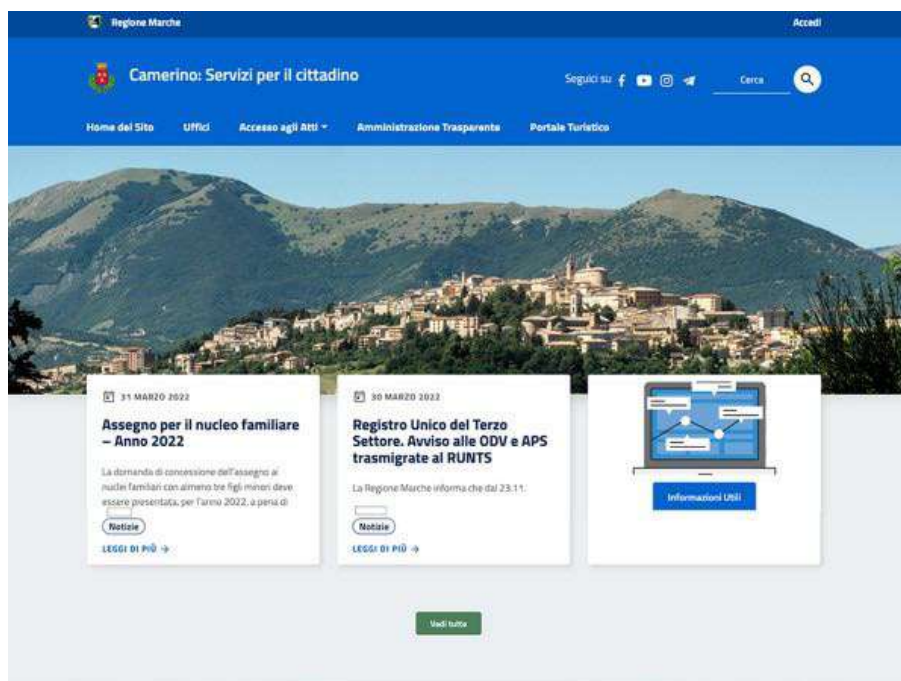 Regione Marche
Accedi
Camerino: Servizi per il cittadino
Seguici su
Cerca
Home del Sito
Uffici
Accesso agli Atti
Amministrazione Trasparente
Portale Turistico
31 MARZO 2022
Assegno per il nucleo familiare
– Anno 2022
La domanda di concessione dell'assegno ai
nuclei familiari con almeno tre figli minori deve
essere presentata, per l'anno 2022, a pena di
Notizie
LEGGI DI PIÙ →
30 MARZO 2022
Registro Unico del Terzo
Settore. Avviso alle ODV e APS
trasmigrate al RUNTS
La Regione Marche informa che dal 23.11.
Notizie
LEGGI DI PIÙ →
Informazioni Utili
Vedi tutte